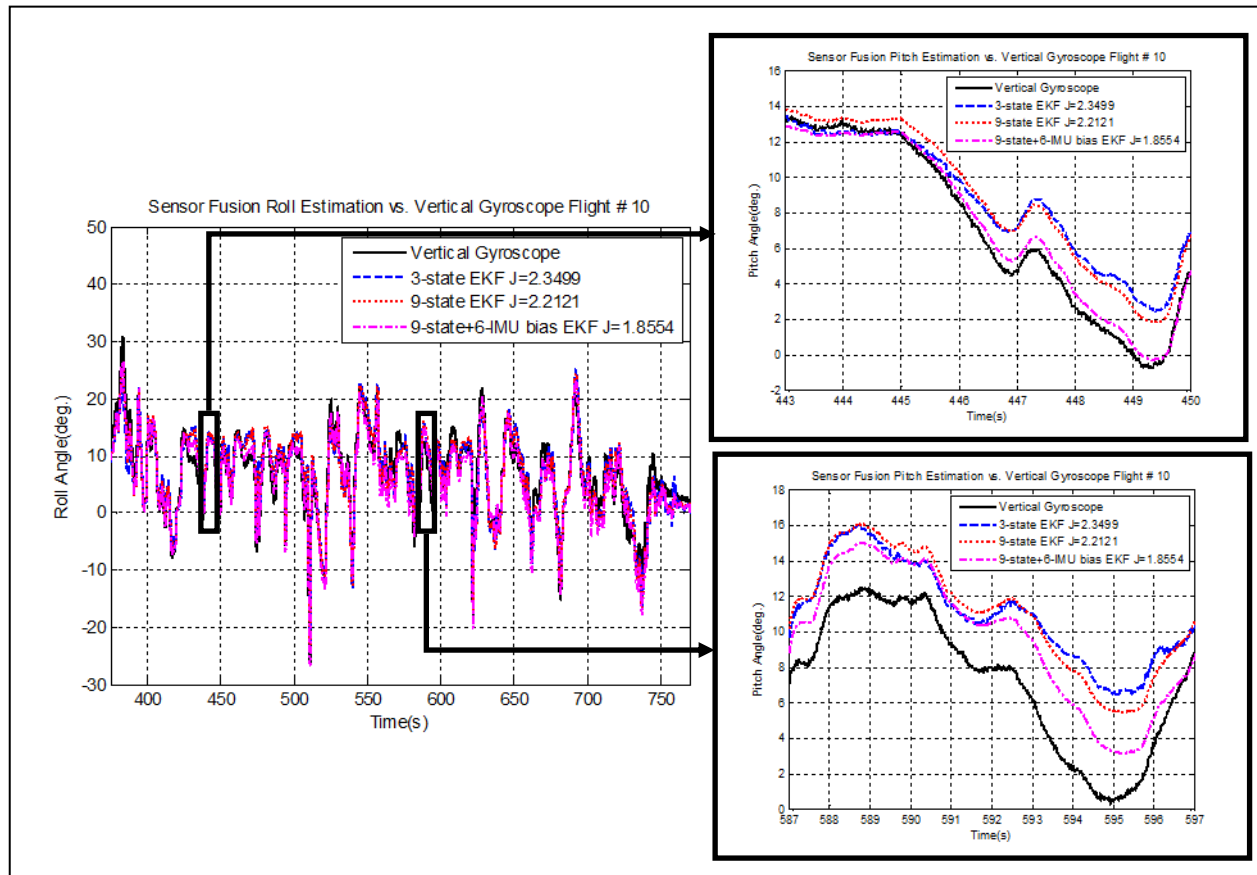 Sensor Fusion Roll Estimation vs. Vertical Gyroscope Flight # 10
Vertical Gyroscope
3-state EKF J=2.3499
9-state EKF J=2.2121
9-state+6-IMU bias EKF J=1.8554
Roll Angle(deg.)
50
40
30
20
10
0
-10
-20
-30
400
450
500
550
600
650
700
750
Time(s)
Sensor Fusion Pitch Estimation vs. Vertical Gyroscope Flight # 10
Vertical Gyroscope
3-state EKF J=2.3499
9-state EKF J=2.2121
9-state+6-IMU bias EKF J=1.8554
Pitch Angle(deg.)
16
14
12
10
8
6
4
2
0
-2
443
444
445
446
447
448
449
450
Time(s)
Sensor Fusion Pitch Estimation vs. Vertical Gyroscope Flight # 10
Vertical Gyroscope
3-state EKF J=2.3499
9-state EKF J=2.2121
9-state+6-IMU bias EKF J=1.8554
Pitch Angle(deg.)
18
16
14
12
10
8
6
4
2
0
587
588
589
590
591
592
593
594
595
596
597
Time(s)